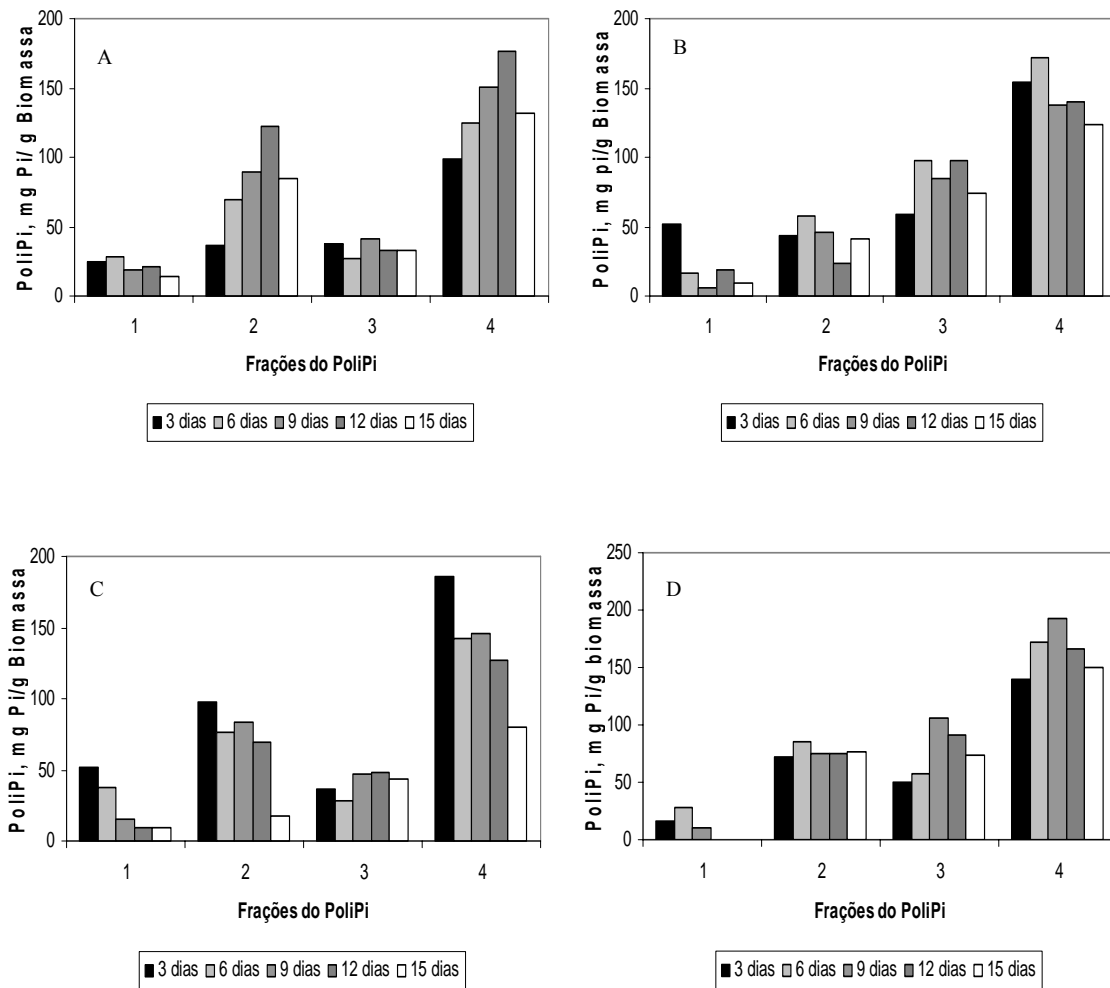 A
PoliPi, mg Pi/ g Biomassa
200
150
100
50
0
1 2 3 4
Frações do PoliPi
3 dias 6 dias 9 dias 12 dias 15 dias
B
PoliPi, mg pi/g Biomassa
200
150
100
50
0
1 2 3 4
Frações do PoliPi
3 dias 6 dias 9 dias 12 dias 15 dias
C
PoliPi, mg Pi/g Biomassa
200
150
100
50
0
1 2 3 4
Frações do PoliPi
3 dias 6 dias 9 dias 12 dias 15 dias
D
PoliPi, mg Pi/g biomassa
250
200
150
100
50
0
1 2 3 4
Frações do PoliPi
3 dias 6 dias 9 dias 12 dias 15 dias